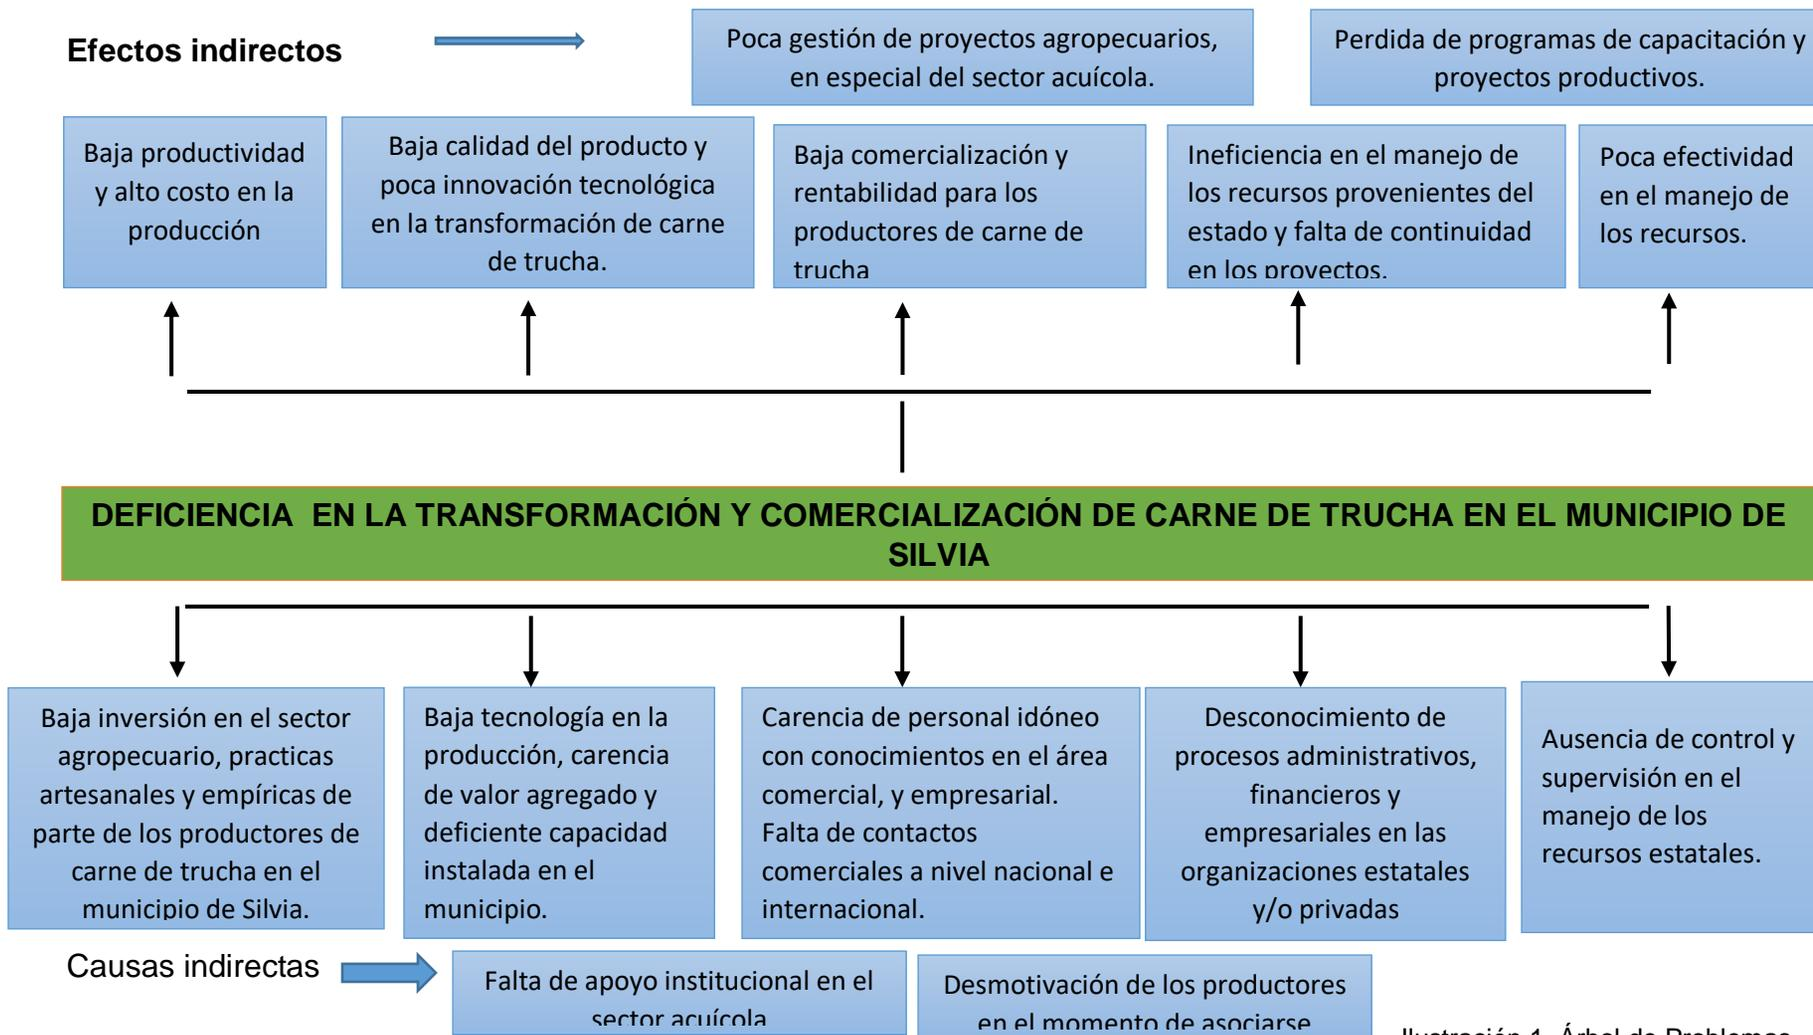 Efectos indirectos
Poca gestión de proyectos agropecuarios,
en especial del sector acuícola.
Perdida de programas de capacitación y
proyectos productivos.
Baja productividad
y alto costo en la
producción
Baja calidad del producto y
poca innovación tecnológica
en la transformación de carne
de trucha.
Baja comercialización y
rentabilidad para los
productores de carne de
trucha
Ineficiencia en el manejo de
los recursos provenientes del
estado y falta de continuidad
en los proyectos.
Poca efectividad
en el manejo de
los recursos.
DEFICIENCIA EN LA TRANSFORMACIÓN Y COMERCIALIZACIÓN DE CARNE DE TRUCHA EN EL MUNICIPIO DE
SILVIA
Baja inversión en el sector
agropecuario, practicas
artesanales y empíricas de
parte de los productores de
carne de trucha en el
municipio de Silvia.
Baja tecnología en la
producción, carencia
de valor agregado y
deficiente capacidad
instalada en el
municipio.
Carencia de personal idóneo
con conocimientos en el área
comercial, y empresarial.
Falta de contactos
comerciales a nivel nacional e
internacional.
Desconocimiento de
procesos administrativos,
financieros y
empresariales en las
organizaciones estatales
y/o privadas
Ausencia de control y
supervisión en el
manejo de los
recursos estatales.
Causas indirectas
Falta de apoyo institucional en el
sector acuícola
Desmotivación de los productores
en el momento de asociarse
Ilustración 1. Árbol de Problemas